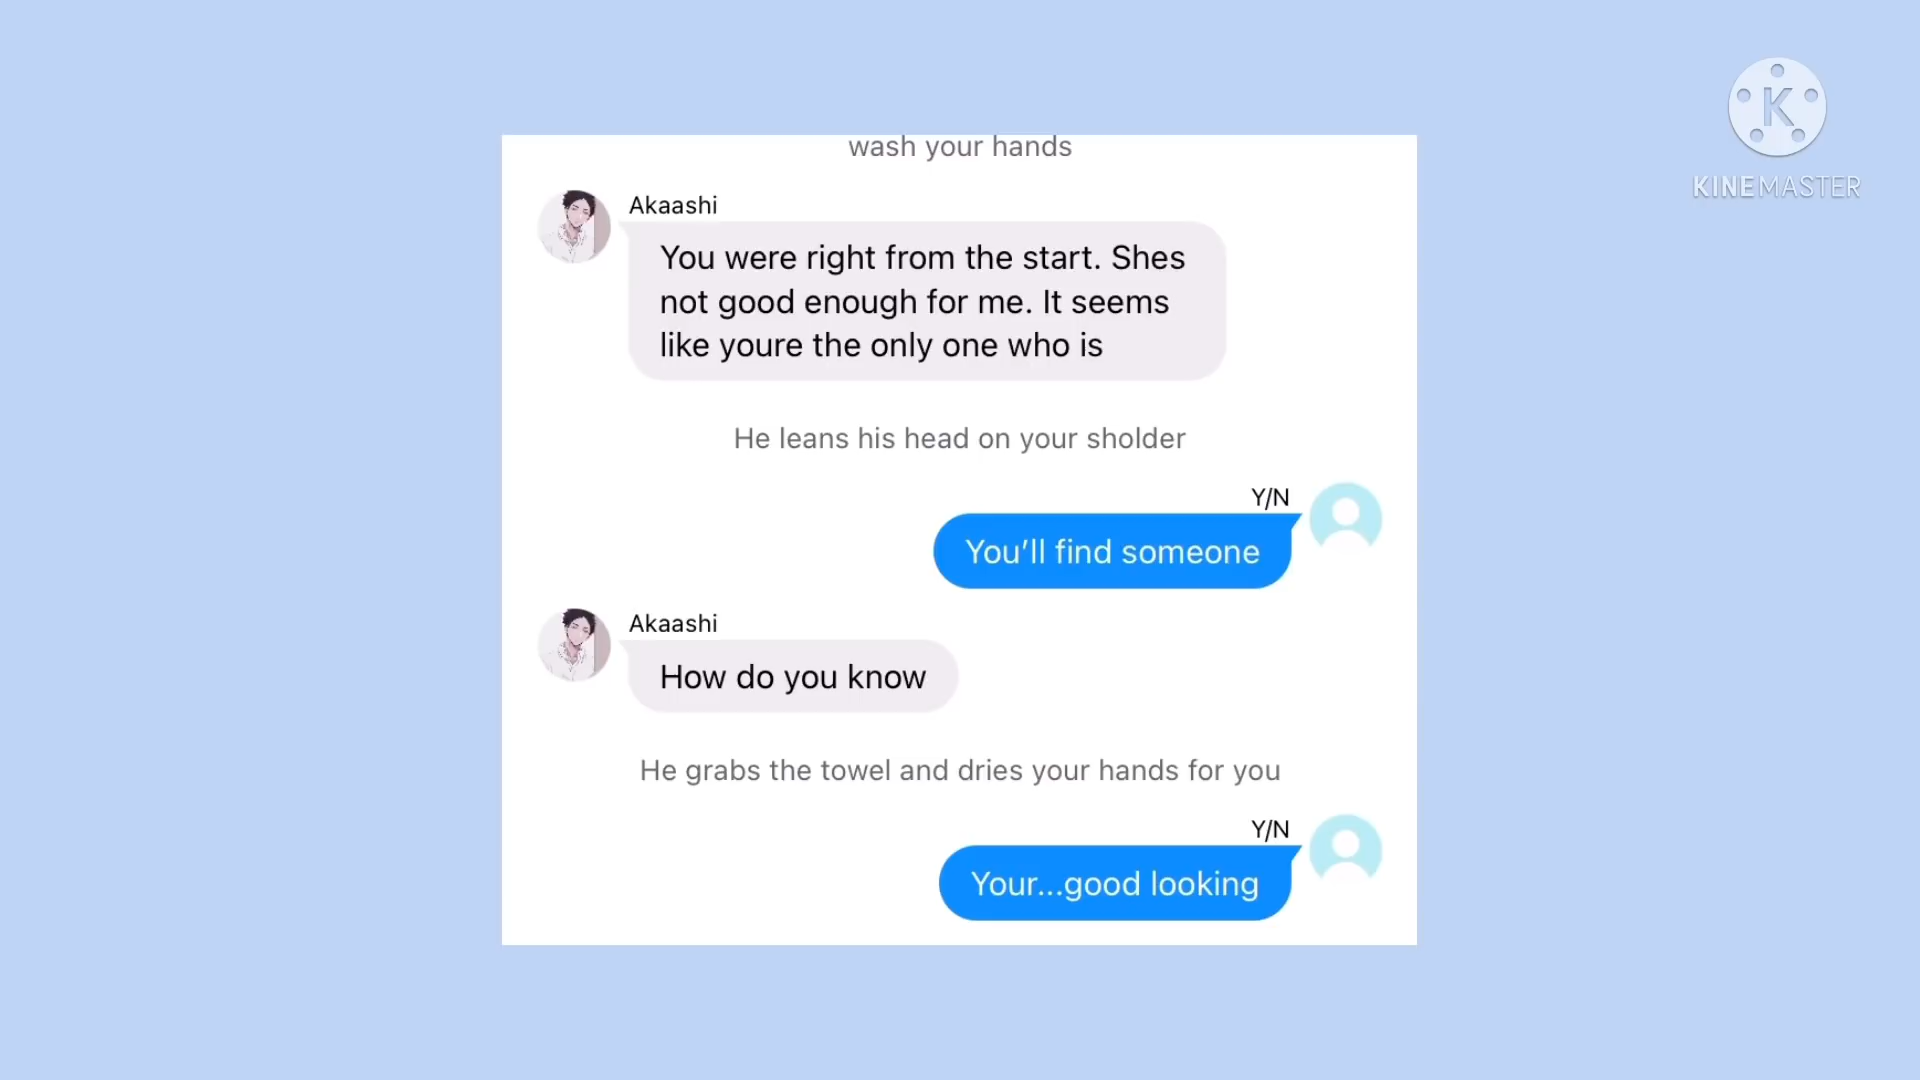 wash your hands
Akaashi
You were right from the start. Shes
not good enough for me. It seems
like youre the only one who is
He leans his head on your sholder
Y/N
You’ll find someone
Akaashi
How do you know
He grabs the towel and dries your hands for you
Y/N
Your...good looking
K
KINEMASTER